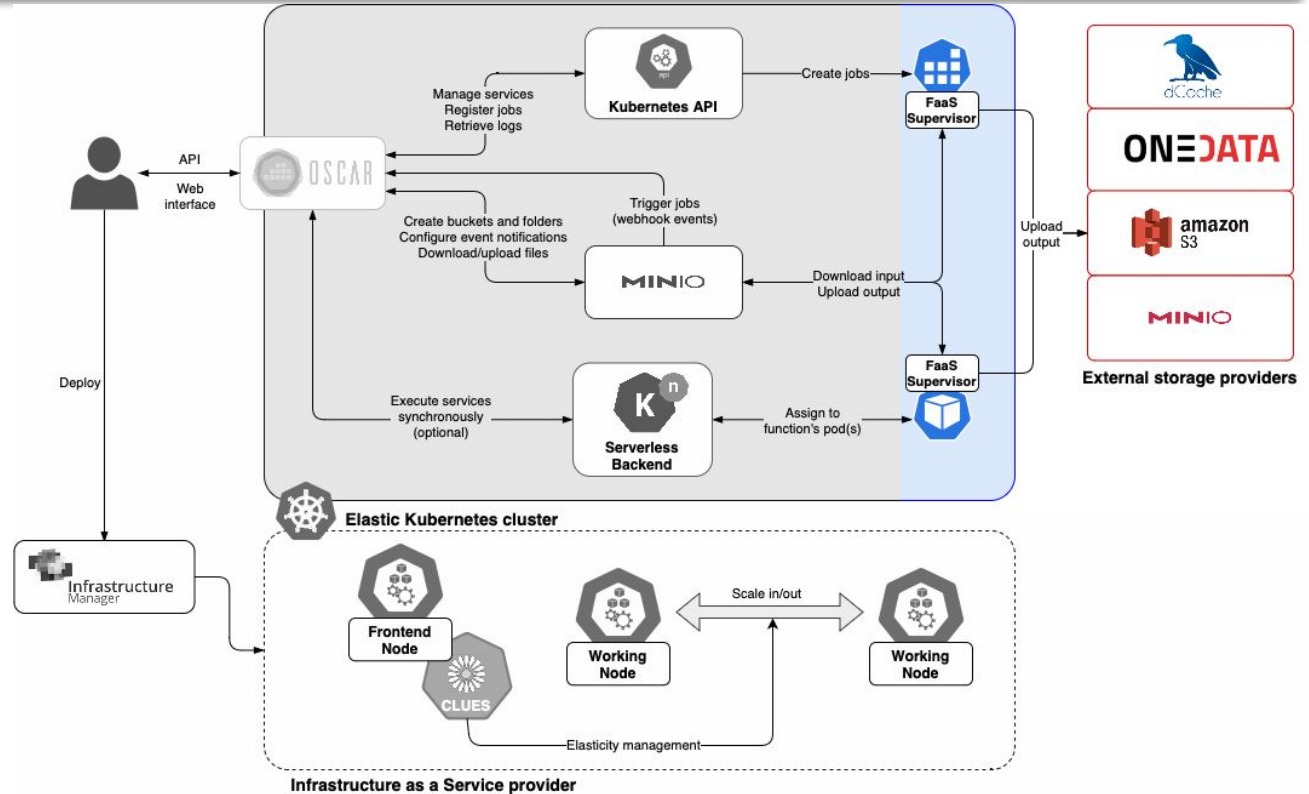 api
Kubernetes API
Create jobs
FaaS
Supervisor
dCache
ONEDATA
amazon
S3
MINIO
External storage providers
Manage services
Register jobs
Retrieve logs
API
Web
interface
OSCAR
Trigger jobs
(webhook events)
Create buckets and folders
Configure event notifications
Download/upload files
MINIO
Download input
Upload output
Upload
output
FaaS
Supervisor
Deploy
Execute services
synchronously
(optional)
K
n
Serverless
Backend
Assign to
function's pod(s)
Elastic Kubernetes cluster
Infrastructure
Manager
Frontend
Node
CLUES
Working
Node
Scale in/out
Working
Node
Elasticity management
Infrastructure as a Service provider